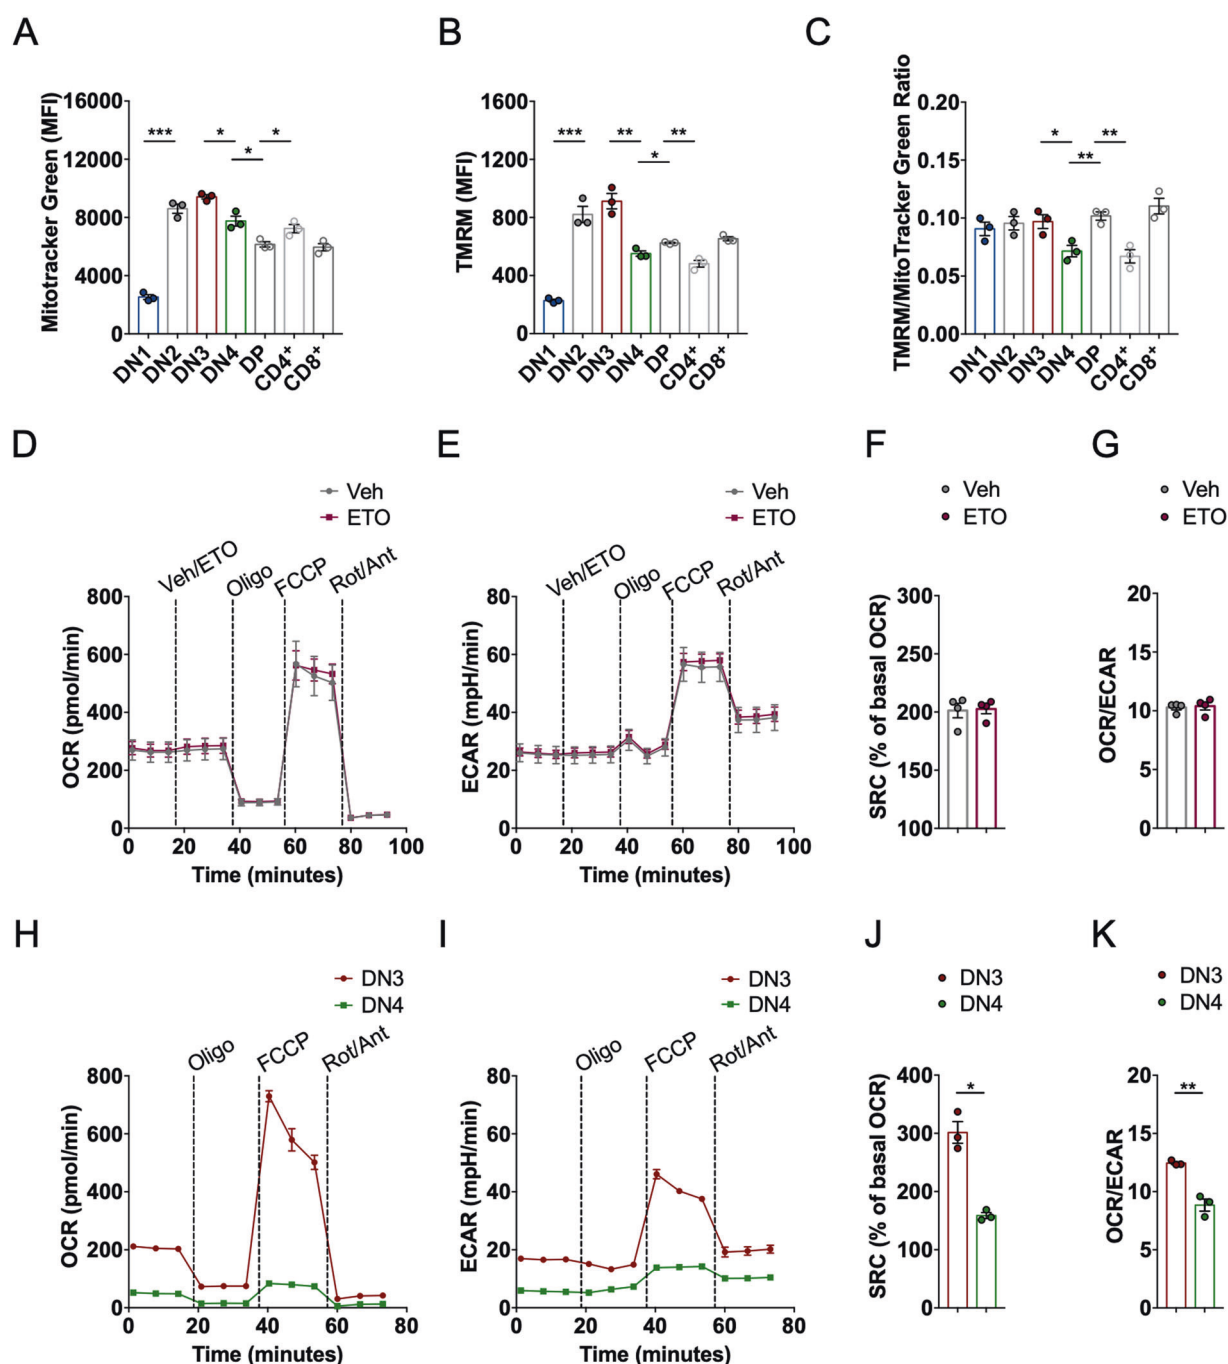 A
B
C
Mitotracker Green (MFI)
16000
12000
8000
4000
0
***
*
*
*
DN1
DN2
DN3
DN4
DP
CD4+
CD8+
TMRM (MFI)
1600
1200
800
400
0
***
**
*
**
DN1
DN2
DN3
DN4
DP
CD4+
CD8+
TMRM/MitoTracker Green Ratio
0.20
0.15
0.10
0.05
0.00
*
**
**
DN1
DN2
DN3
DN4
DP
CD4+
CD8+
D
E
F
G
Veh
ETO
Veh/ETO
Oligo
FCCP
Rot/Ant
OCR (pmol/min)
800
600
400
200
0
0
20
40
60
80
100
Time (minutes)
Veh
ETO
Veh/ETO
Oligo
FCCP
Rot/Ant
ECAR (mpH/min)
80
60
40
20
0
0
20
40
60
80
100
Time (minutes)
Veh
ETO
SRC (% of basal OCR)
300
250
200
150
100
Veh
ETO
OCR/ECAR
20
15
10
5
0
H
I
J
K
DN3
DN4
Oligo
FCCP
Rot/Ant
OCR (pmol/min)
800
600
400
200
0
0
20
40
60
80
Time (minutes)
DN3
DN4
Oligo
FCCP
Rot/Ant
ECAR (mpH/min)
80
60
40
20
0
0
20
40
60
80
Time (minutes)
DN3
DN4
SRC (% of basal OCR)
400
300
200
100
0
*
DN3
DN4
OCR/ECAR
20
15
10
5
0
**